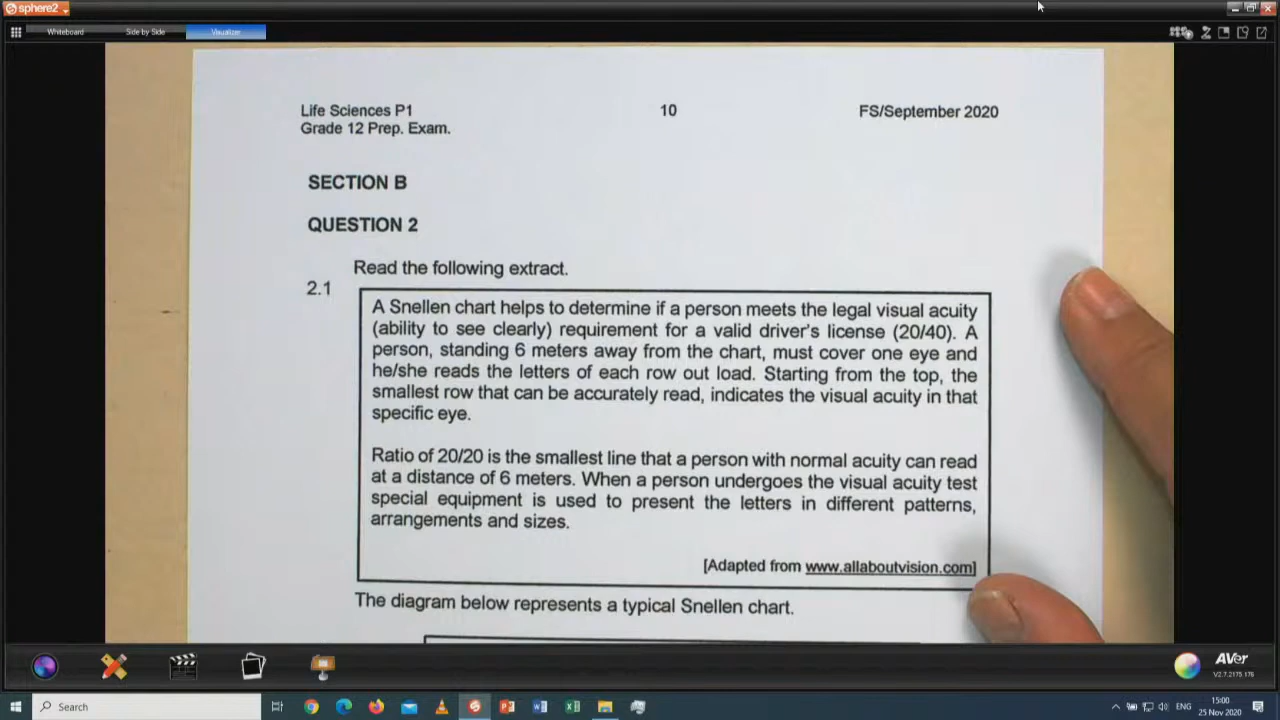 sphere2
Whiteboard
Side by Side
Visualizer
Life Sciences P1 10 FS/September 2020
Grade 12 Prep. Exam.
SECTION B
QUESTION 2
Read the following extract.
2.1
A Snellen chart helps to determine if a person meets the legal visual acuity
(ability to see clearly) requirement for a valid driver's license (20/40). A
person, standing 6 meters away from the chart, must cover one eye and
he/she reads the letters of each row out load. Starting from the top, the
smallest row that can be accurately read, indicates the visual acuity in that
specific eye.
Ratio of 20/20 is the smallest line that a person with normal acuity can read
at a distance of 6 meters. When a person undergoes the visual acuity test
special equipment is used to present the letters in different patterns,
arrangements and sizes.
[Adapted from www.allaboutvision.com]
The diagram below represents a typical Snellen chart.
AVer
V2.7.2175.176
Search
ENG
15:00
25 Nov 2020